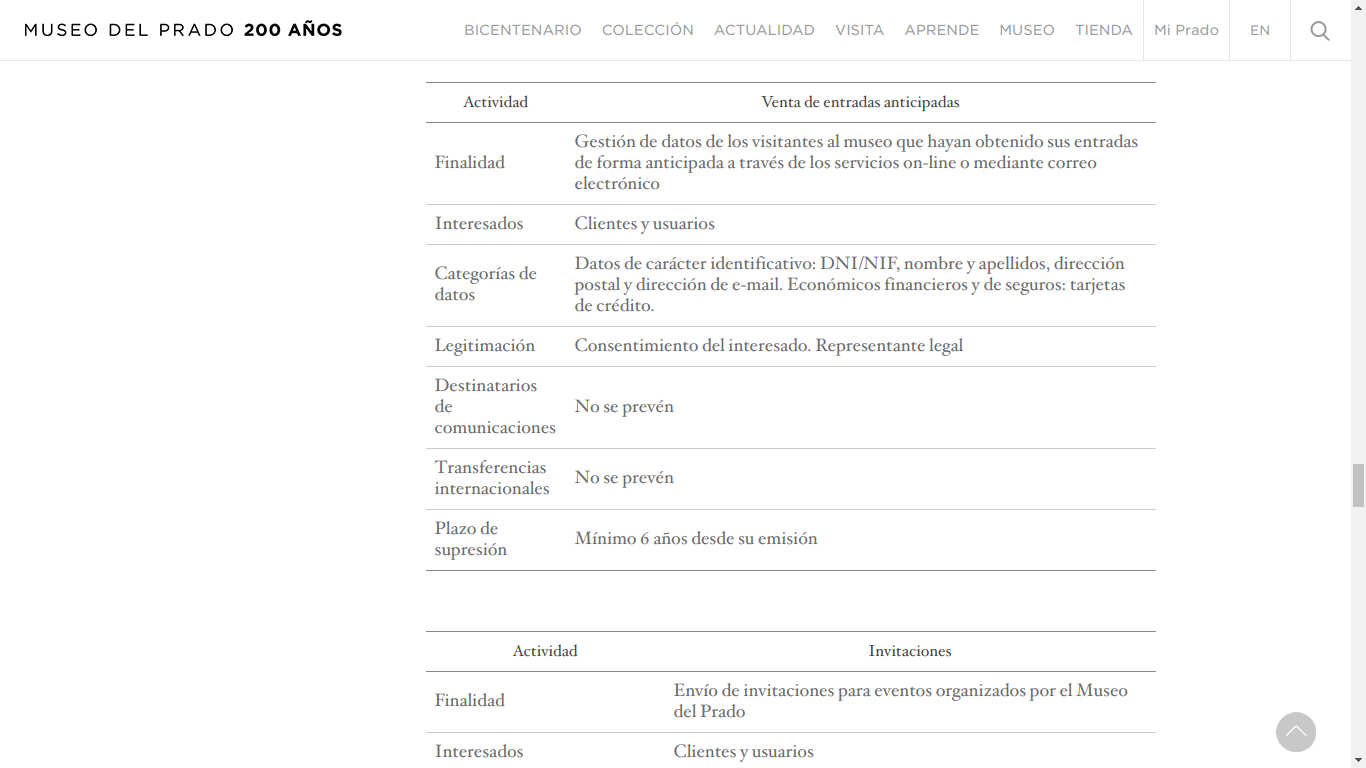 MUSEO DEL PRADO 200 AÑOS
BICENTENARIO COLECCIÓN ACTUALIDAD VISITA APRENDE MUSEO TIENDA Mi Prado EN
Actividad Venta de entradas anticipadas
Finalidad
Gestión de datos de los visitantes al museo que hayan obtenido sus entradas
de forma anticipada a través de los servicios on-line o mediante correo
electrónico
Interesados Clientes y usuarios
Categorías de
datos
Datos de carácter identificativo: DNI/NIF, nombre y apellidos, dirección
postal y dirección de e-mail. Económicos financieros y de seguros: tarjetas
de crédito.
Legitimación Consentimiento del interesado. Representante legal
Destinatarios
de
comunicaciones
No se prevén
Transferencias
internacionales
No se prevén
Plazo de
supresión
Mínimo 6 años desde su emisión
Actividad Invitaciones
Finalidad
Envío de invitaciones para eventos organizados por el Museo
del Prado
Interesados Clientes y usuarios